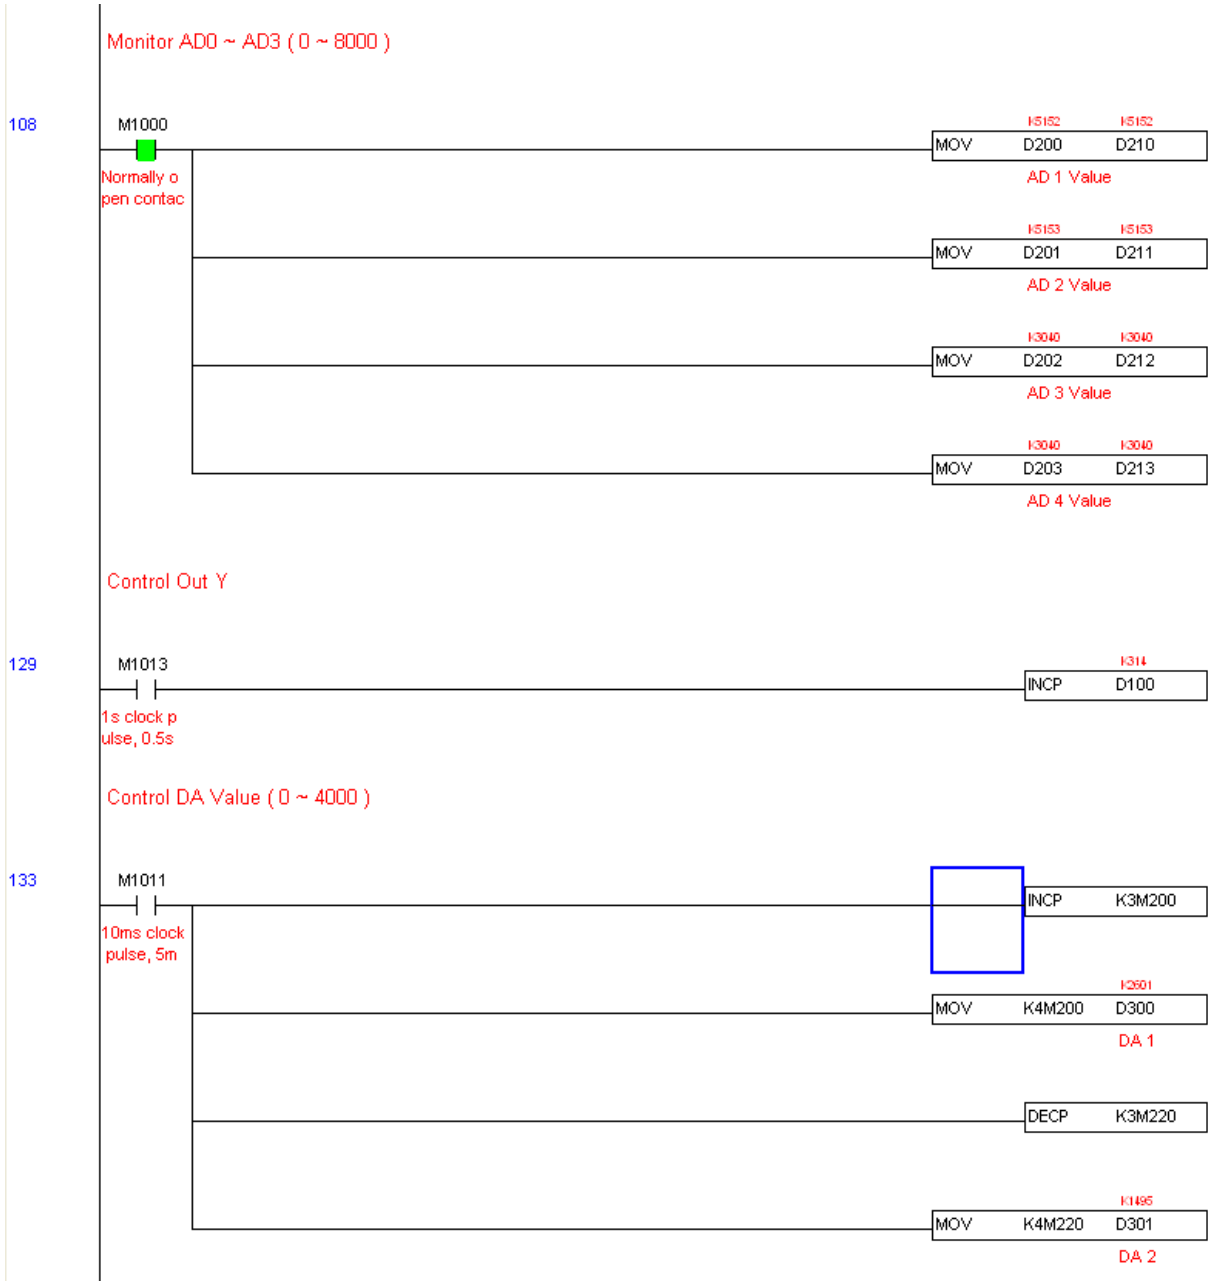 Monitor AD0 ~ AD3 ( 0 ~ 8000 )
108 M1000
Normally o
pen contac
K5152 K5152
MOV D200 D210
AD 1 Value
K5153 K5153
MOV D201 D211
AD 2 Value
K3040 K3040
MOV D202 D212
AD 3 Value
K3040 K3040
MOV D203 D213
AD 4 Value
Control Out Y
129 M1013
1s clock p
ulse, 0.5s
K314
INCP D100
Control DA Value ( 0 ~ 4000 )
133 M1011
10ms clock
pulse, 5m
INCP K3M200
K2601
MOV K4M200 D300
DA 1
DECP K3M220
K1495
MOV K4M220 D301
DA 2